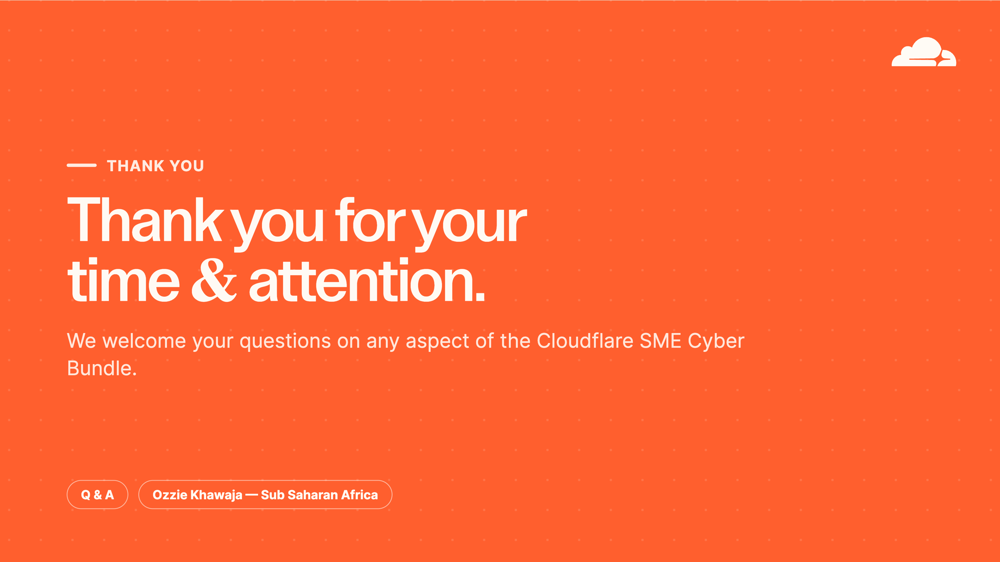 THANK YOU
Thank you for your
time & attention.
We welcome your questions on any aspect of the Cloudflare SME Cyber
Bundle.
Q & A
Ozzie Khawaja — Sub Saharan Africa